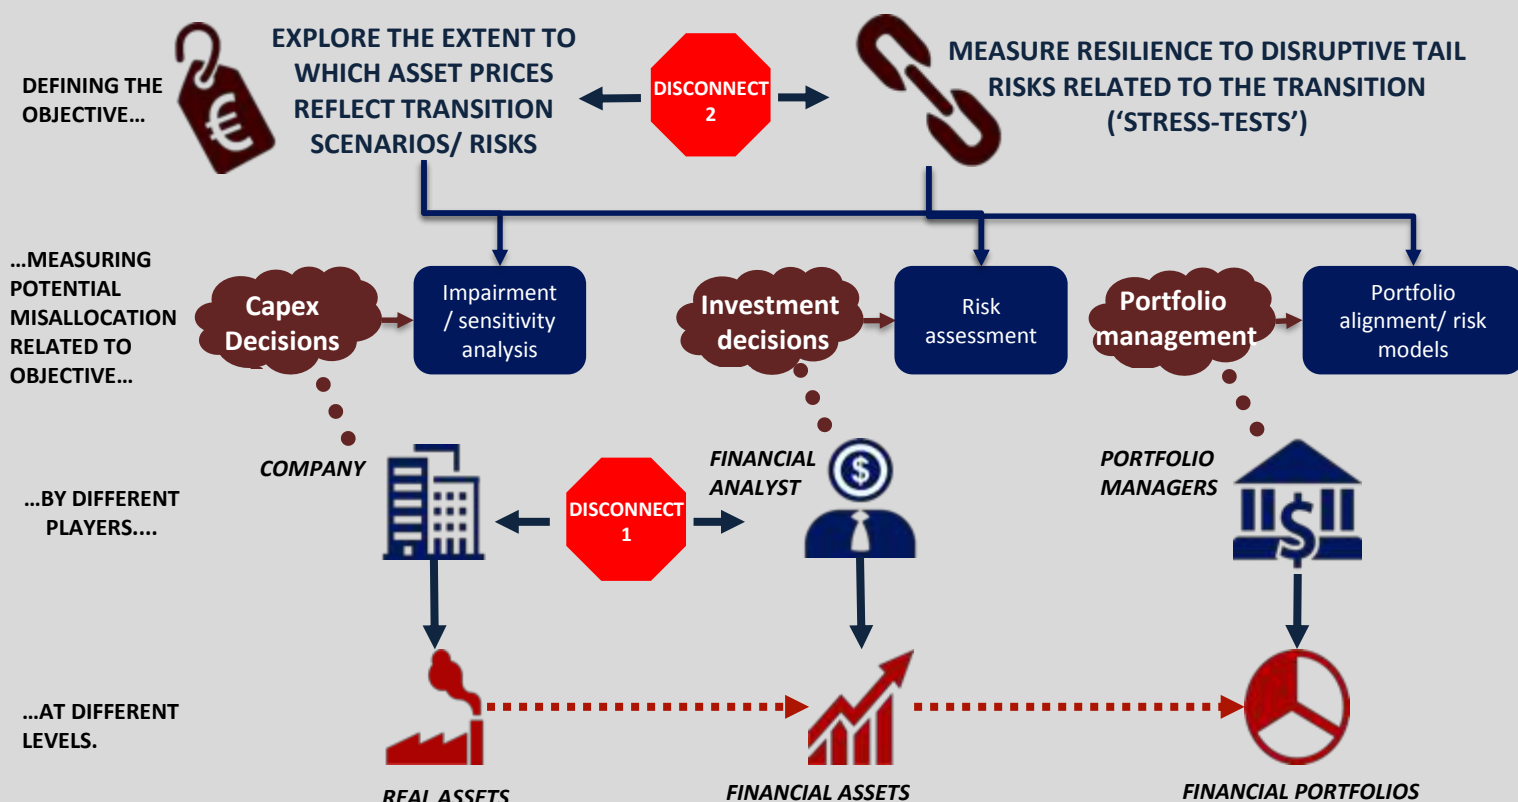 DEFINING THE
OBJECTIVE…
EXPLORE THE EXTENT TO
WHICH ASSET PRICES
REFLECT TRANSITION
SCENARIOS/ RISKS
DISCONNECT
2
MEASURE RESILIENCE TO DISRUPTIVE TAIL
RISKS RELATED TO THE TRANSITION
(‘STRESS-TESTS’)
€
…MEASURING
POTENTIAL
MISALLOCATION
RELATED TO
OBJECTIVE…
Capex
Decisions
Impairment
/ sensitivity
analysis
Investment
decisions
Risk
assessment
Portfolio
management
Portfolio
alignment/ risk
models
…BY DIFFERENT
PLAYERS….
COMPANY
DISCONNECT
1
FINANCIAL
ANALYST
$
PORTFOLIO
MANAGERS
$
…AT DIFFERENT
LEVELS.
REAL ASSETS
FINANCIAL ASSETS
FINANCIAL PORTFOLIOS